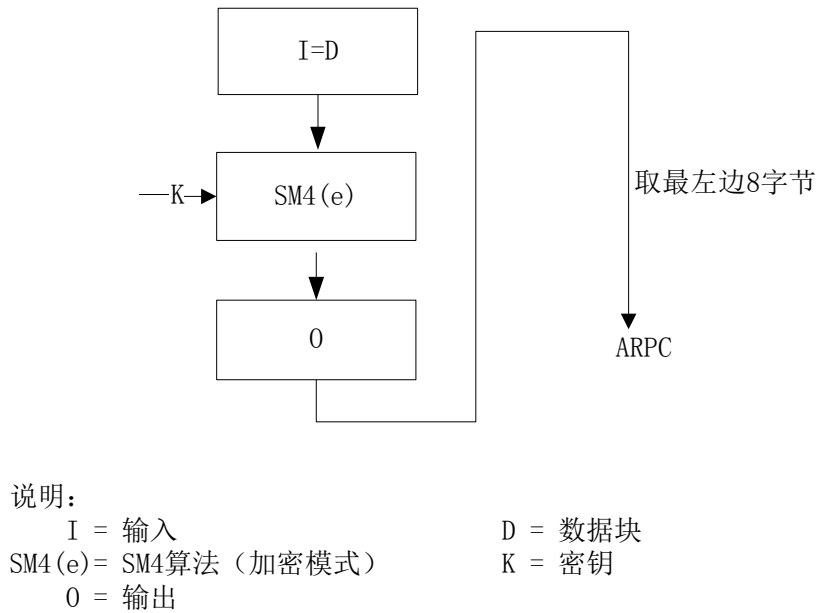 I=D
K
SM4(e)
取最左边8字节
O
ARPC
说明:
I = 输入
D = 数据块
SM4(e)= SM4算法（加密模式）
K = 密钥
O = 输出